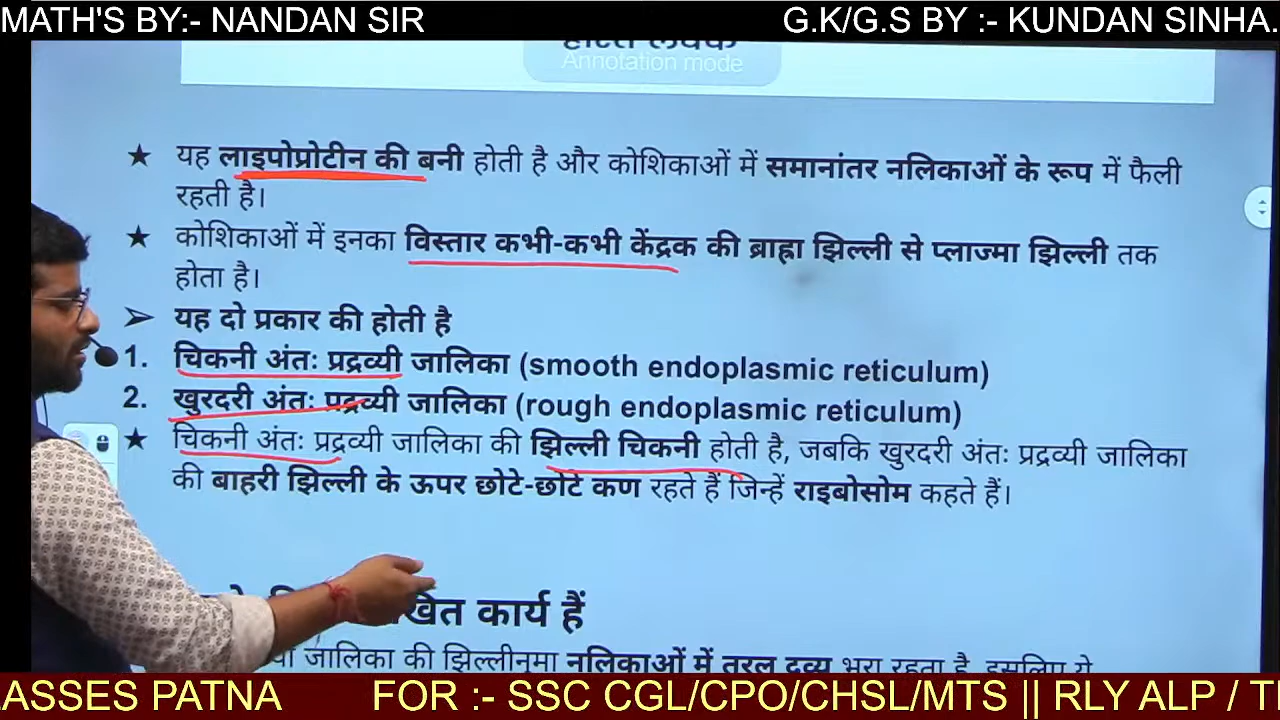 MATH'S BY:- NANDAN SIR G.K/G.S BY :- KUNDAN SINHA.
Annotation mode
★ यह लाइपोप्रोटीन की बनी होती है और कोशिकाओं में समानांतर नलिकाओं के रूप में फैली
रहती है।
★ कोशिकाओं में इनका विस्तार कभी-कभी केंद्रक की ब्राह्रा झिल्ली से प्लाज्मा झिल्ली तक
होता है।
➢ यह दो प्रकार की होती है
1. चिकनी अंतः प्रद्रव्यी जालिका (smooth endoplasmic reticulum)
2. खुरदरी अंतः प्रद्रव्यी जालिका (rough endoplasmic reticulum)
★ चिकनी अंतः प्रद्रव्यी जालिका की झिल्ली चिकनी होती है, जबकि खुरदरी अंतः प्रद्रव्यी जालिका
की बाहरी झिल्ली के ऊपर छोटे-छोटे कण रहते हैं जिन्हें राइबोसोम कहते हैं।
कार्य हैं
जालिका की झिल्लीनुमा नलिकाओं में तरल द्रव्य भरा रहता है, इसलिए ये
ASSES PATNA FOR :- SSC CGL/CPO/CHSL/MTS || RLY ALP /